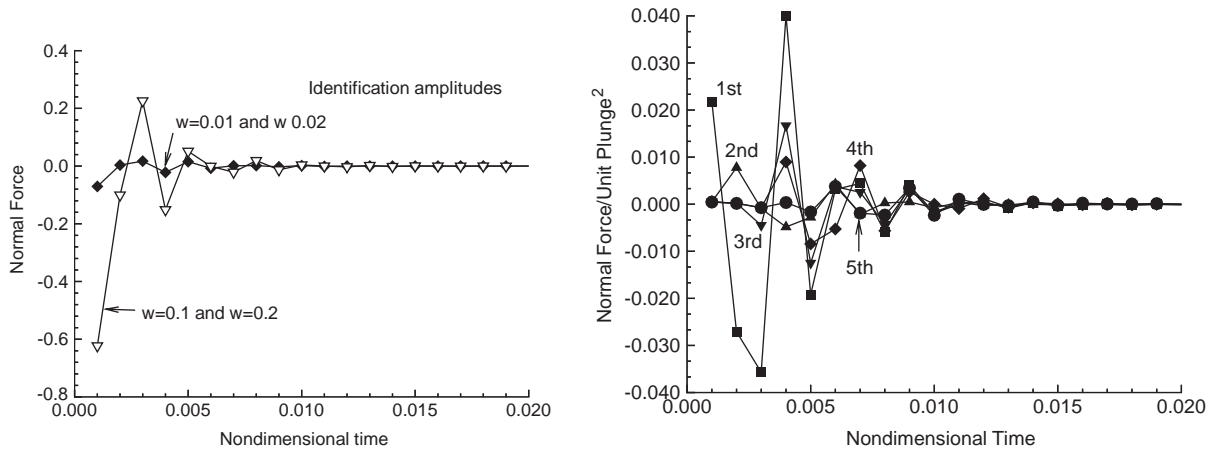 0.4
0.2
0.0
-0.2
-0.4
-0.6
-0.8
Normal Force
Identification amplitudes
w=0.01 and w 0.02
w=0.1 and w=0.2
0.000
0.005
0.010
0.015
0.020
Nondimensional time
0.040
0.030
0.020
0.010
0.000
-0.010
-0.020
-0.030
-0.040
Normal Force/Unit Plunge²
1st
2nd
3rd
4th
5th
0.000
0.005
0.010
0.015
0.020
Nondimensional Time